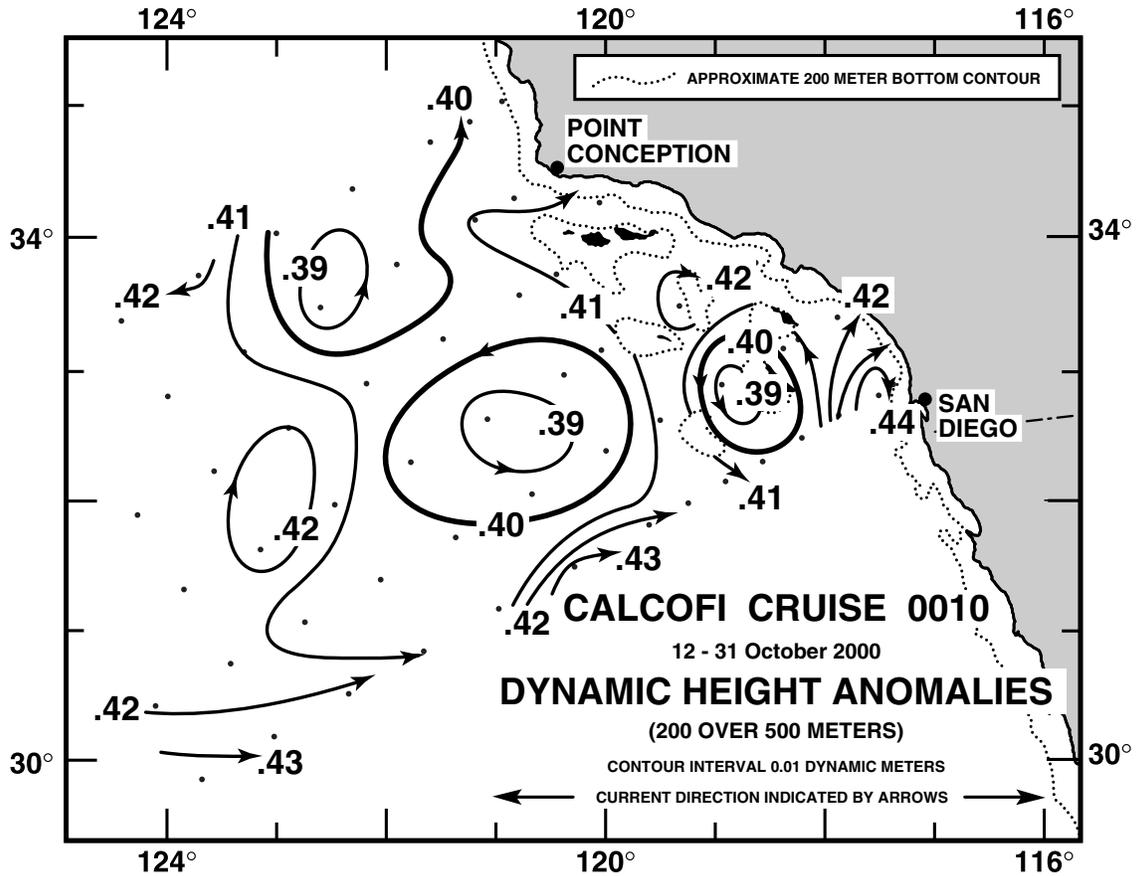 124° 120° 116°
APPROXIMATE 200 METER BOTTOM CONTOUR
.40
POINT
CONCEPTION
.41
34° 34°
.39
.42
.42
.41
.42
.40
.39
.39
.44
SAN
DIEGO
.41
.40
.42
.43
.42
CALCOFI CRUISE 0010
12 - 31 October 2000
DYNAMIC HEIGHT ANOMALIES
.42
(200 OVER 500 METERS)
30° 30°
.43
CONTOUR INTERVAL 0.01 DYNAMIC METERS
CURRENT DIRECTION INDICATED BY ARROWS
124° 120° 116°